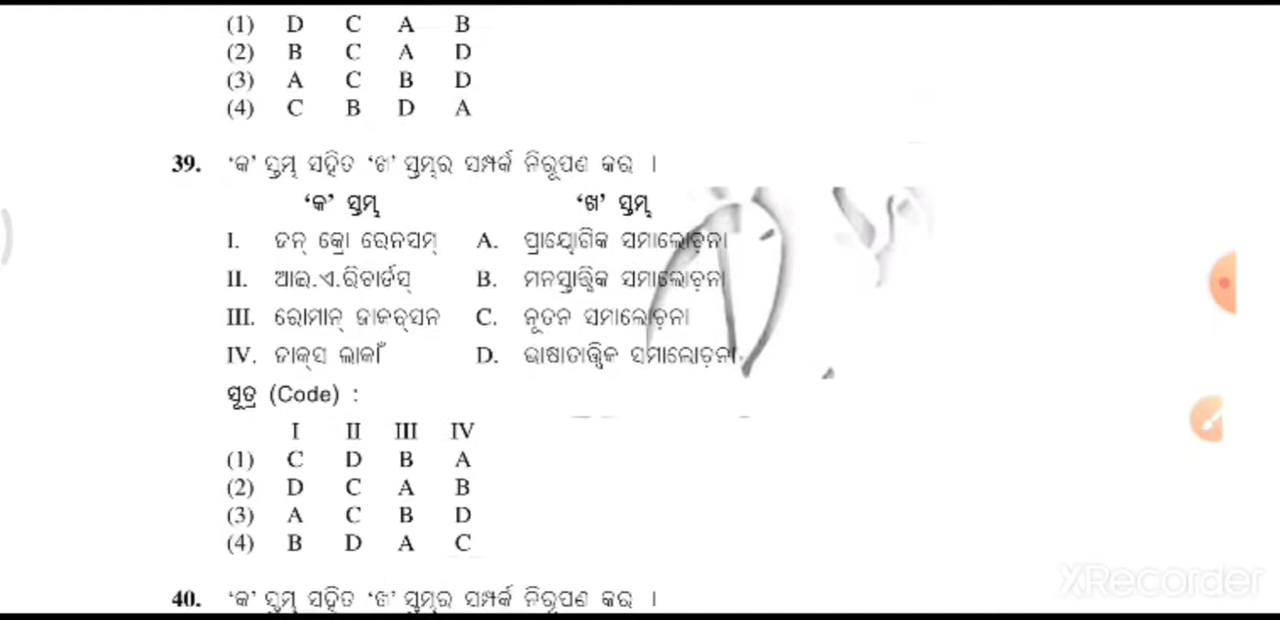 (1) D C A B
(2) B C A D
(3) A C B D
(4) C B D A
39. ‘କ’ ସ୍ତମ୍ଭ ସହିତ ‘ଖ’ ସ୍ତମ୍ଭର ସମ୍ପର୍କ ନିରୂପଣ କର ।
‘କ’ ସ୍ତମ୍ଭ ‘ଖ’ ସ୍ତମ୍ଭ
I. ଜନ୍ କ୍ରୋ ରେନସମ୍ A. ପ୍ରାୟୋଗିକ ସମାଲୋଚନା
II. ଆଇ.ଏ.ରିଚାର୍ଡସ୍ B. ମନସ୍ତାତ୍ତ୍ୱିକ ସମାଲୋଚନା
III. ରୋମାନ୍ ଜାକବ୍‌ସନ C. ନୂତନ ସମାଲୋଚନା
IV. ଜାକ୍‌ସ ଲାକାଁ D. ଭାଷାତାତ୍ତ୍ୱିକ ସମାଲୋଚନା
ସୂତ୍ର (Code) :
I II III IV
(1) C D B A
(2) D C A B
(3) A C B D
(4) B D A C
40. ‘କ’ ସ୍ତମ୍ଭ ସହିତ ‘ଖ’ ସ୍ତମ୍ଭର ସମ୍ପର୍କ ନିରୂପଣ କର ।
XRecorder